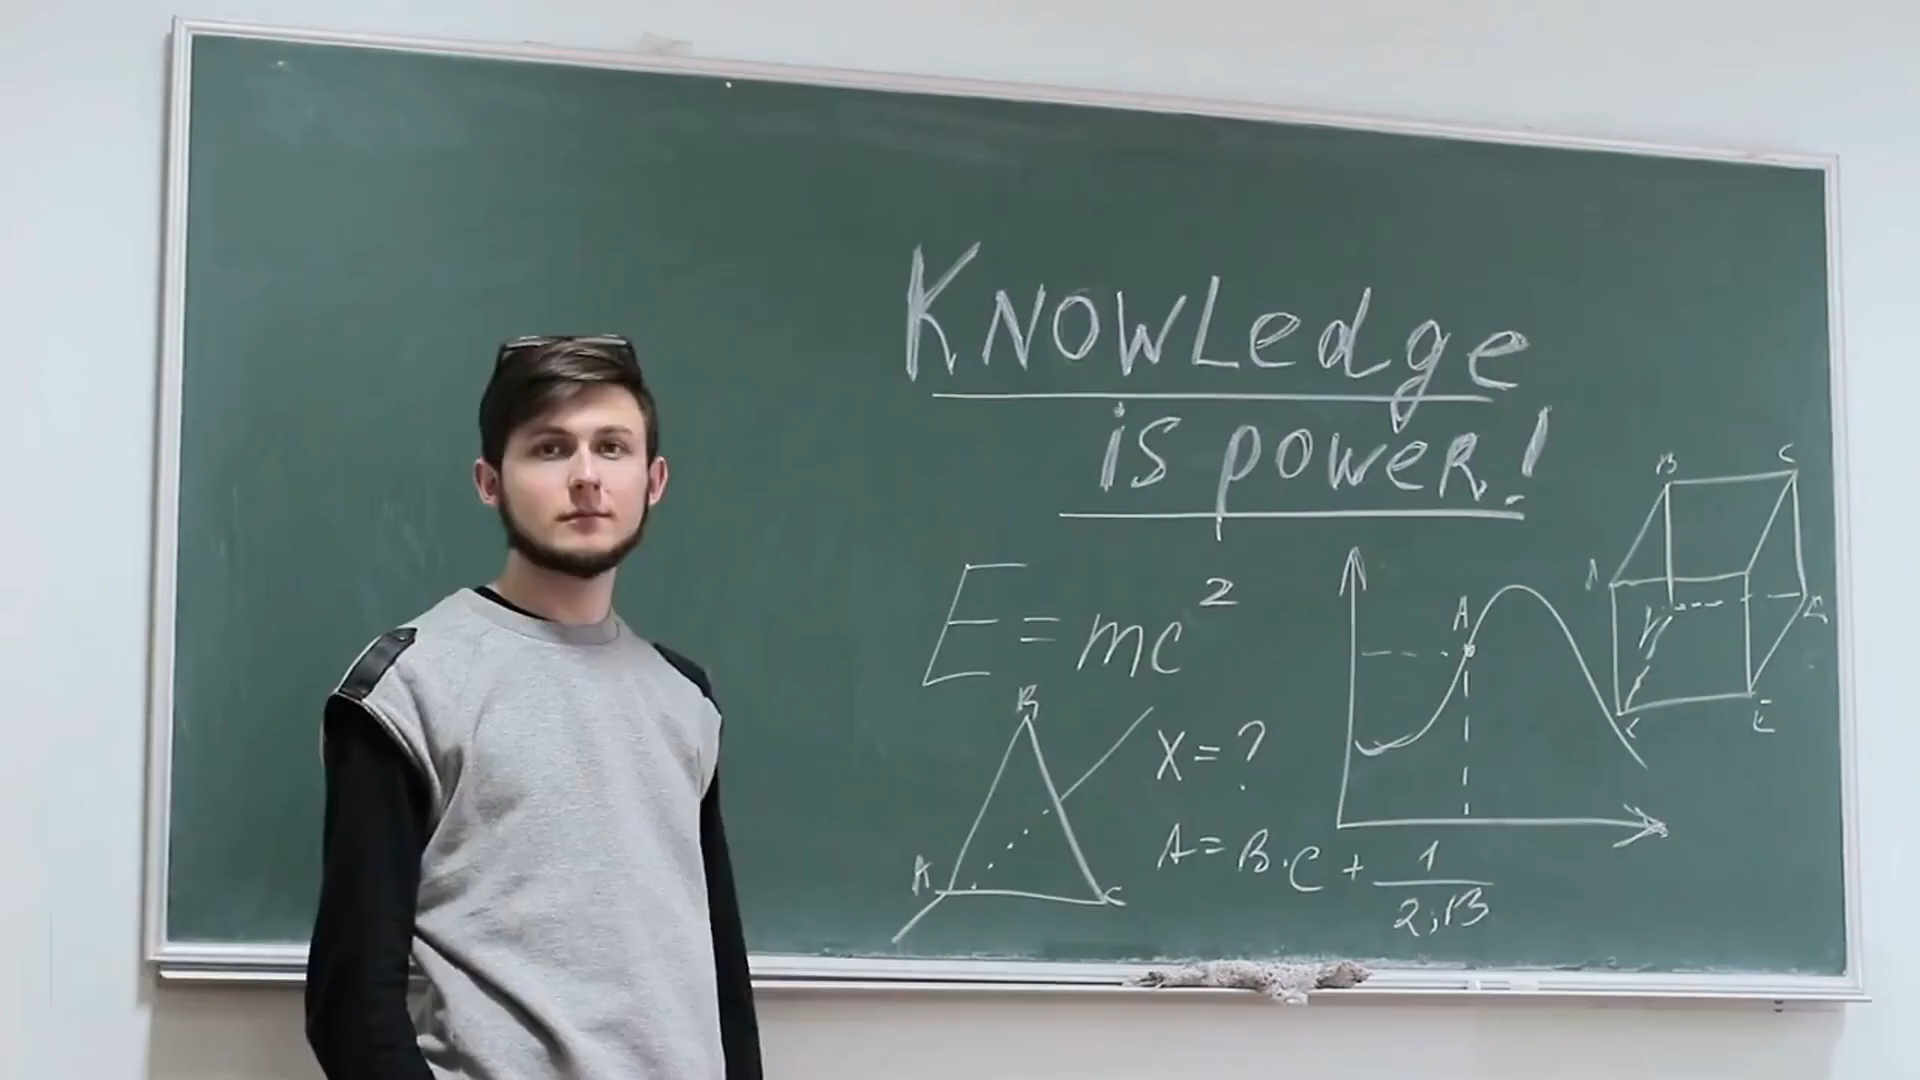 Knowledge
is power!
E=mc²
X=?
A=B·C+1/2,13
B
A
C
A
B
C
E